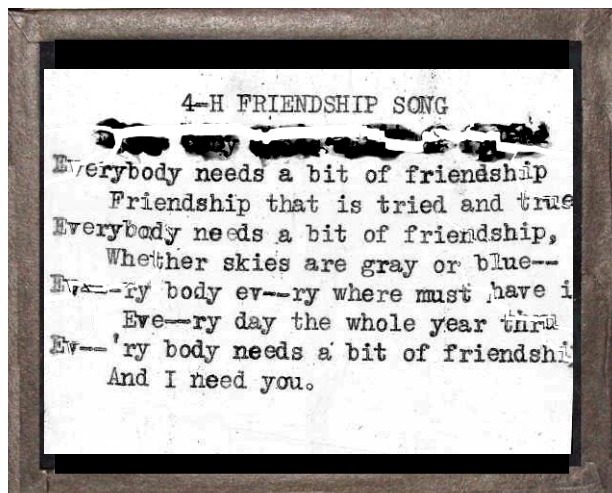 4-H FRIENDSHIP SONG
Everybody needs a bit of friendship
Friendship that is tried and true
Everybody needs a bit of friendship,
Whether skies are gray or blue--
Ev----ry body ev--ry where must have i
Eve--ry day the whole year thru
Ev--'ry body needs a bit of friendshi
And I need you.